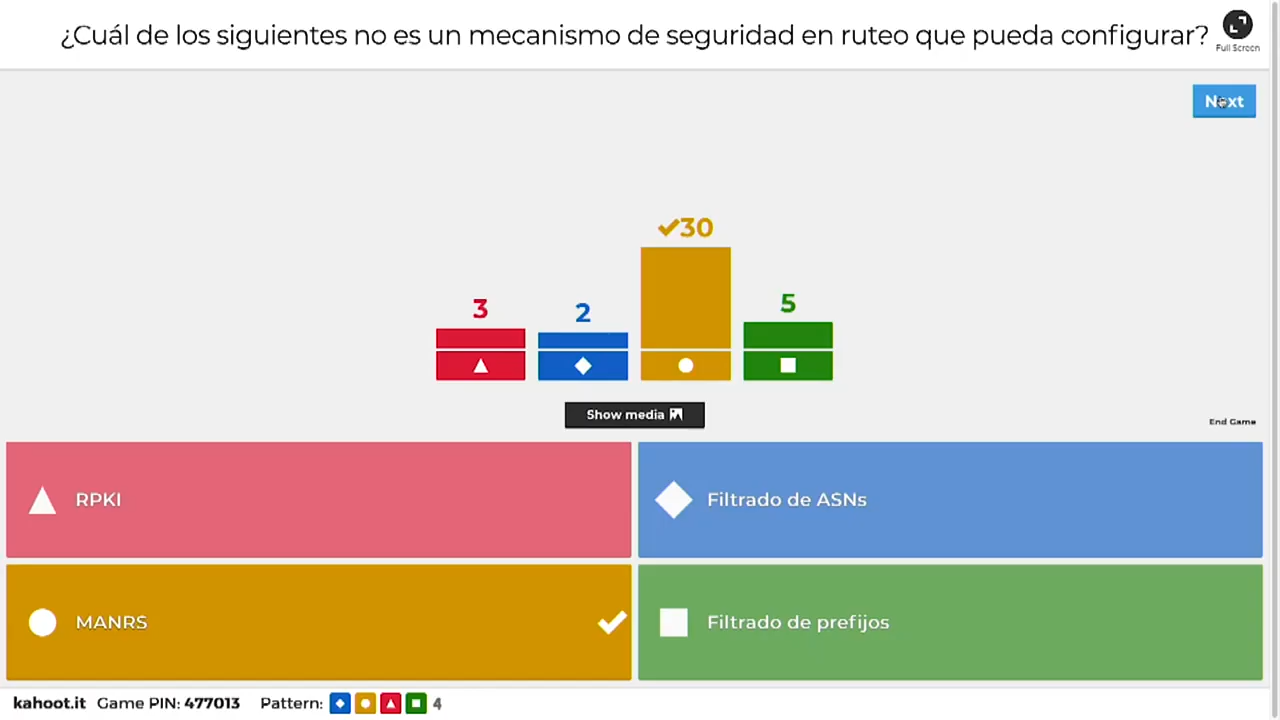 ¿Cuál de los siguientes no es un mecanismo de seguridad en ruteo que pueda configurar?
Full Screen
Next
30
3
2
5
Show media
End Game
RPKI
Filtrado de ASNs
MANRS
Filtrado de prefijos
kahoot.it Game PIN: 477013 Pattern: 4